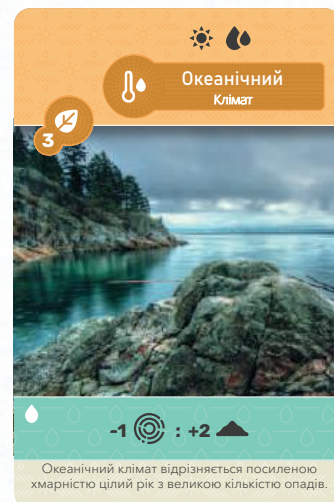 Океанічний
Клімат
3
-1 : +2
Океанічний клімат відрізняється посиленою
хмарністю цілий рік з великою кількістю опадів.